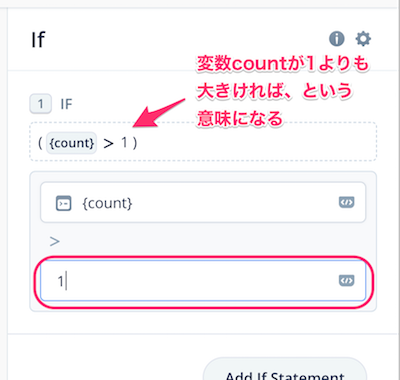 If
変数countが1よりも
大きければ、という
意味になる
1 IF
( {count} > 1 )
{count}
>
1
Add If Statement